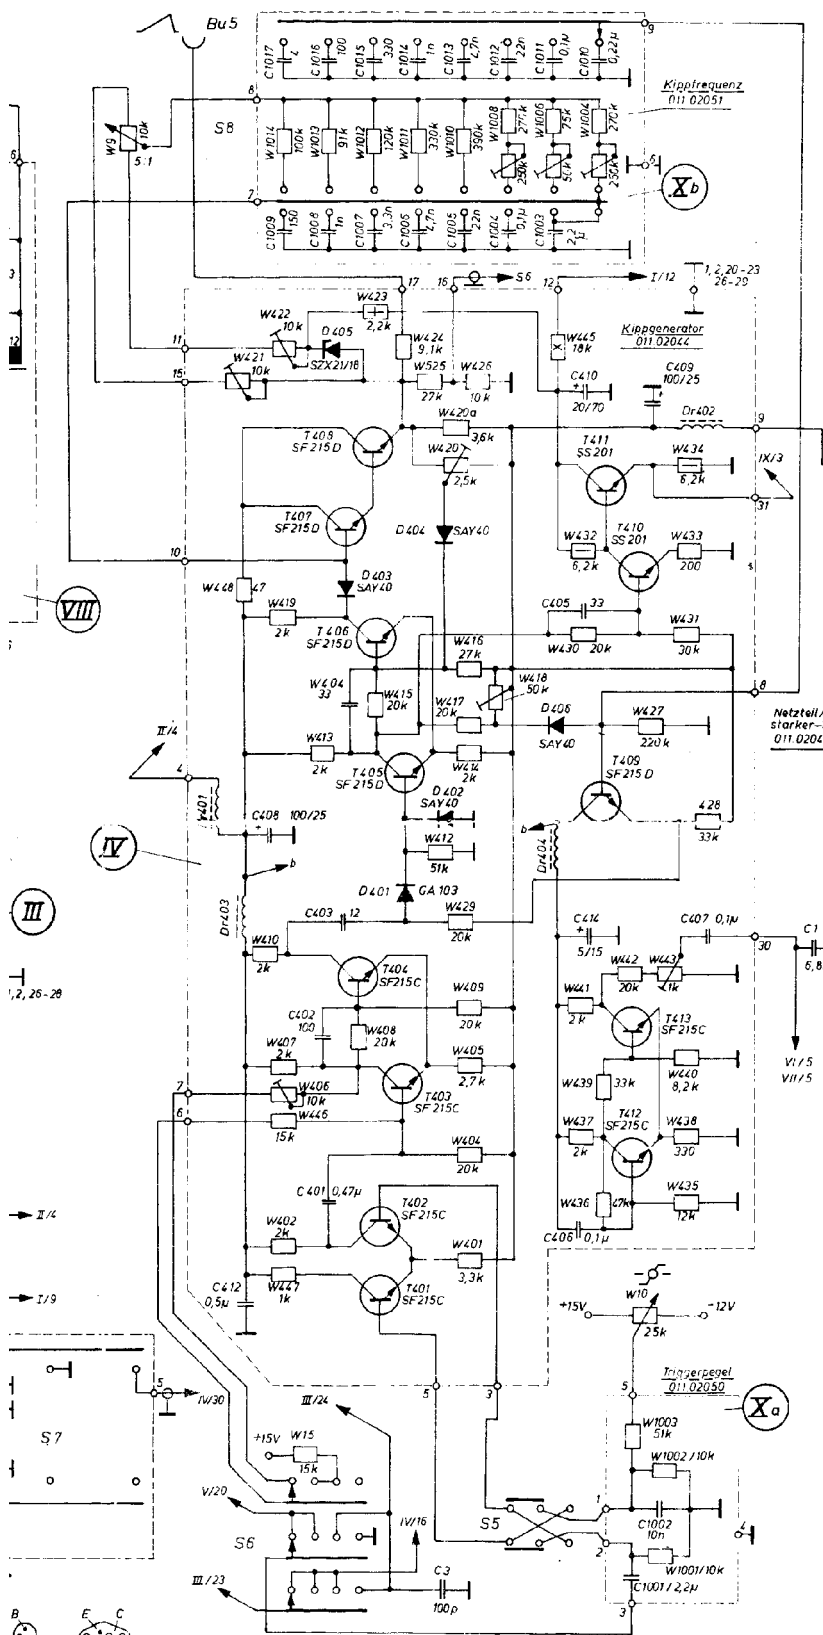 Bu5
C1017
4
C1016
100
C1015
330
C1014
1n
C1013
4,7n
C1012
22n
C1011
0,1µ
C1010
0,22µ
9
Kippfrequenz
011.02051
8
S8
W9
10k
5:1
W1014
100k
W1013
91k
W1012
120k
W1011
330k
W1010
390k
W1008
270k
W1006
75k
W1004
270k
250k
50k
250k
6
Xb
7
C1009
150
C1008
1n
C1007
3,3n
C1006
4,7n
C1005
22n
C1004
0,1µ
C1003
2,2µ
6
3
12
17
16
S6
12
I/12
1,2,20-23
26-29
W423
2,2k
W422
10k
D405
SZX21/18
11
W424
9,1k
W445
18k
Kippgenerator
011.02044
W421
10k
15
W525
27k
W426
10k
C410
20/70
C409
100/25
Dr402
9
W420a
3,6k
T408
SF215D
W420
2,5k
T411
SS201
W434
6,2k
IX/3
31
T407
SF215D
D404
SAY40
T410
SS201
W432
6,2k
W433
200
10
D403
SAY40
W448
47
VIII
W419
2k
T406
SF215D
C405
33
W430
20k
W431
30k
W416
27k
W404
33
W415
20k
W418
50k
8
W417
20k
D406
SAY40
W427
220k
Netzteil/
starker-
011.0204
II/4
W413
2k
T405
SF215D
W414
2k
T409
SF215D
4
W401
D402
SAY40
C408
100/25
428
33k
IV
W412
51k
b
b
Dr404
D401
GA103
III
Dr403
C403
12
W429
20k
C414
5/15
C407
0,1µ
30
C1
6,8
W410
2k
T404
SF215C
W442
20k
W443
1k
1,2,26-28
W441
2k
W409
20k
T413
SF215C
C402
100
W408
20k
VI/5
VII/5
W407
2k
W405
2,7k
W440
8,2k
7
W406
10k
T403
SF215C
W439
33k
6
W446
15k
T412
SF215C
W437
2k
W438
330
W404
20k
C401
0,47µ
W436
47k
W435
12k
II/4
T402
SF215C
W402
2k
W401
3,3k
C406
0,1µ
I/9
W447
1k
T401
SF215C
C412
0,5µ
W10
+15V
-12V
25k
5
IV/30
5
3
Triggerpegel
011.02050
5
Xa
III/24
S7
W1003
51k
+15V
W15
15k
W1002/10k
V/20
IV/16
S5
1
C1002
10n
4
S6
2
W1001/10k
III/23
C3
100p
C1001/2,2µ
3
B
E
C